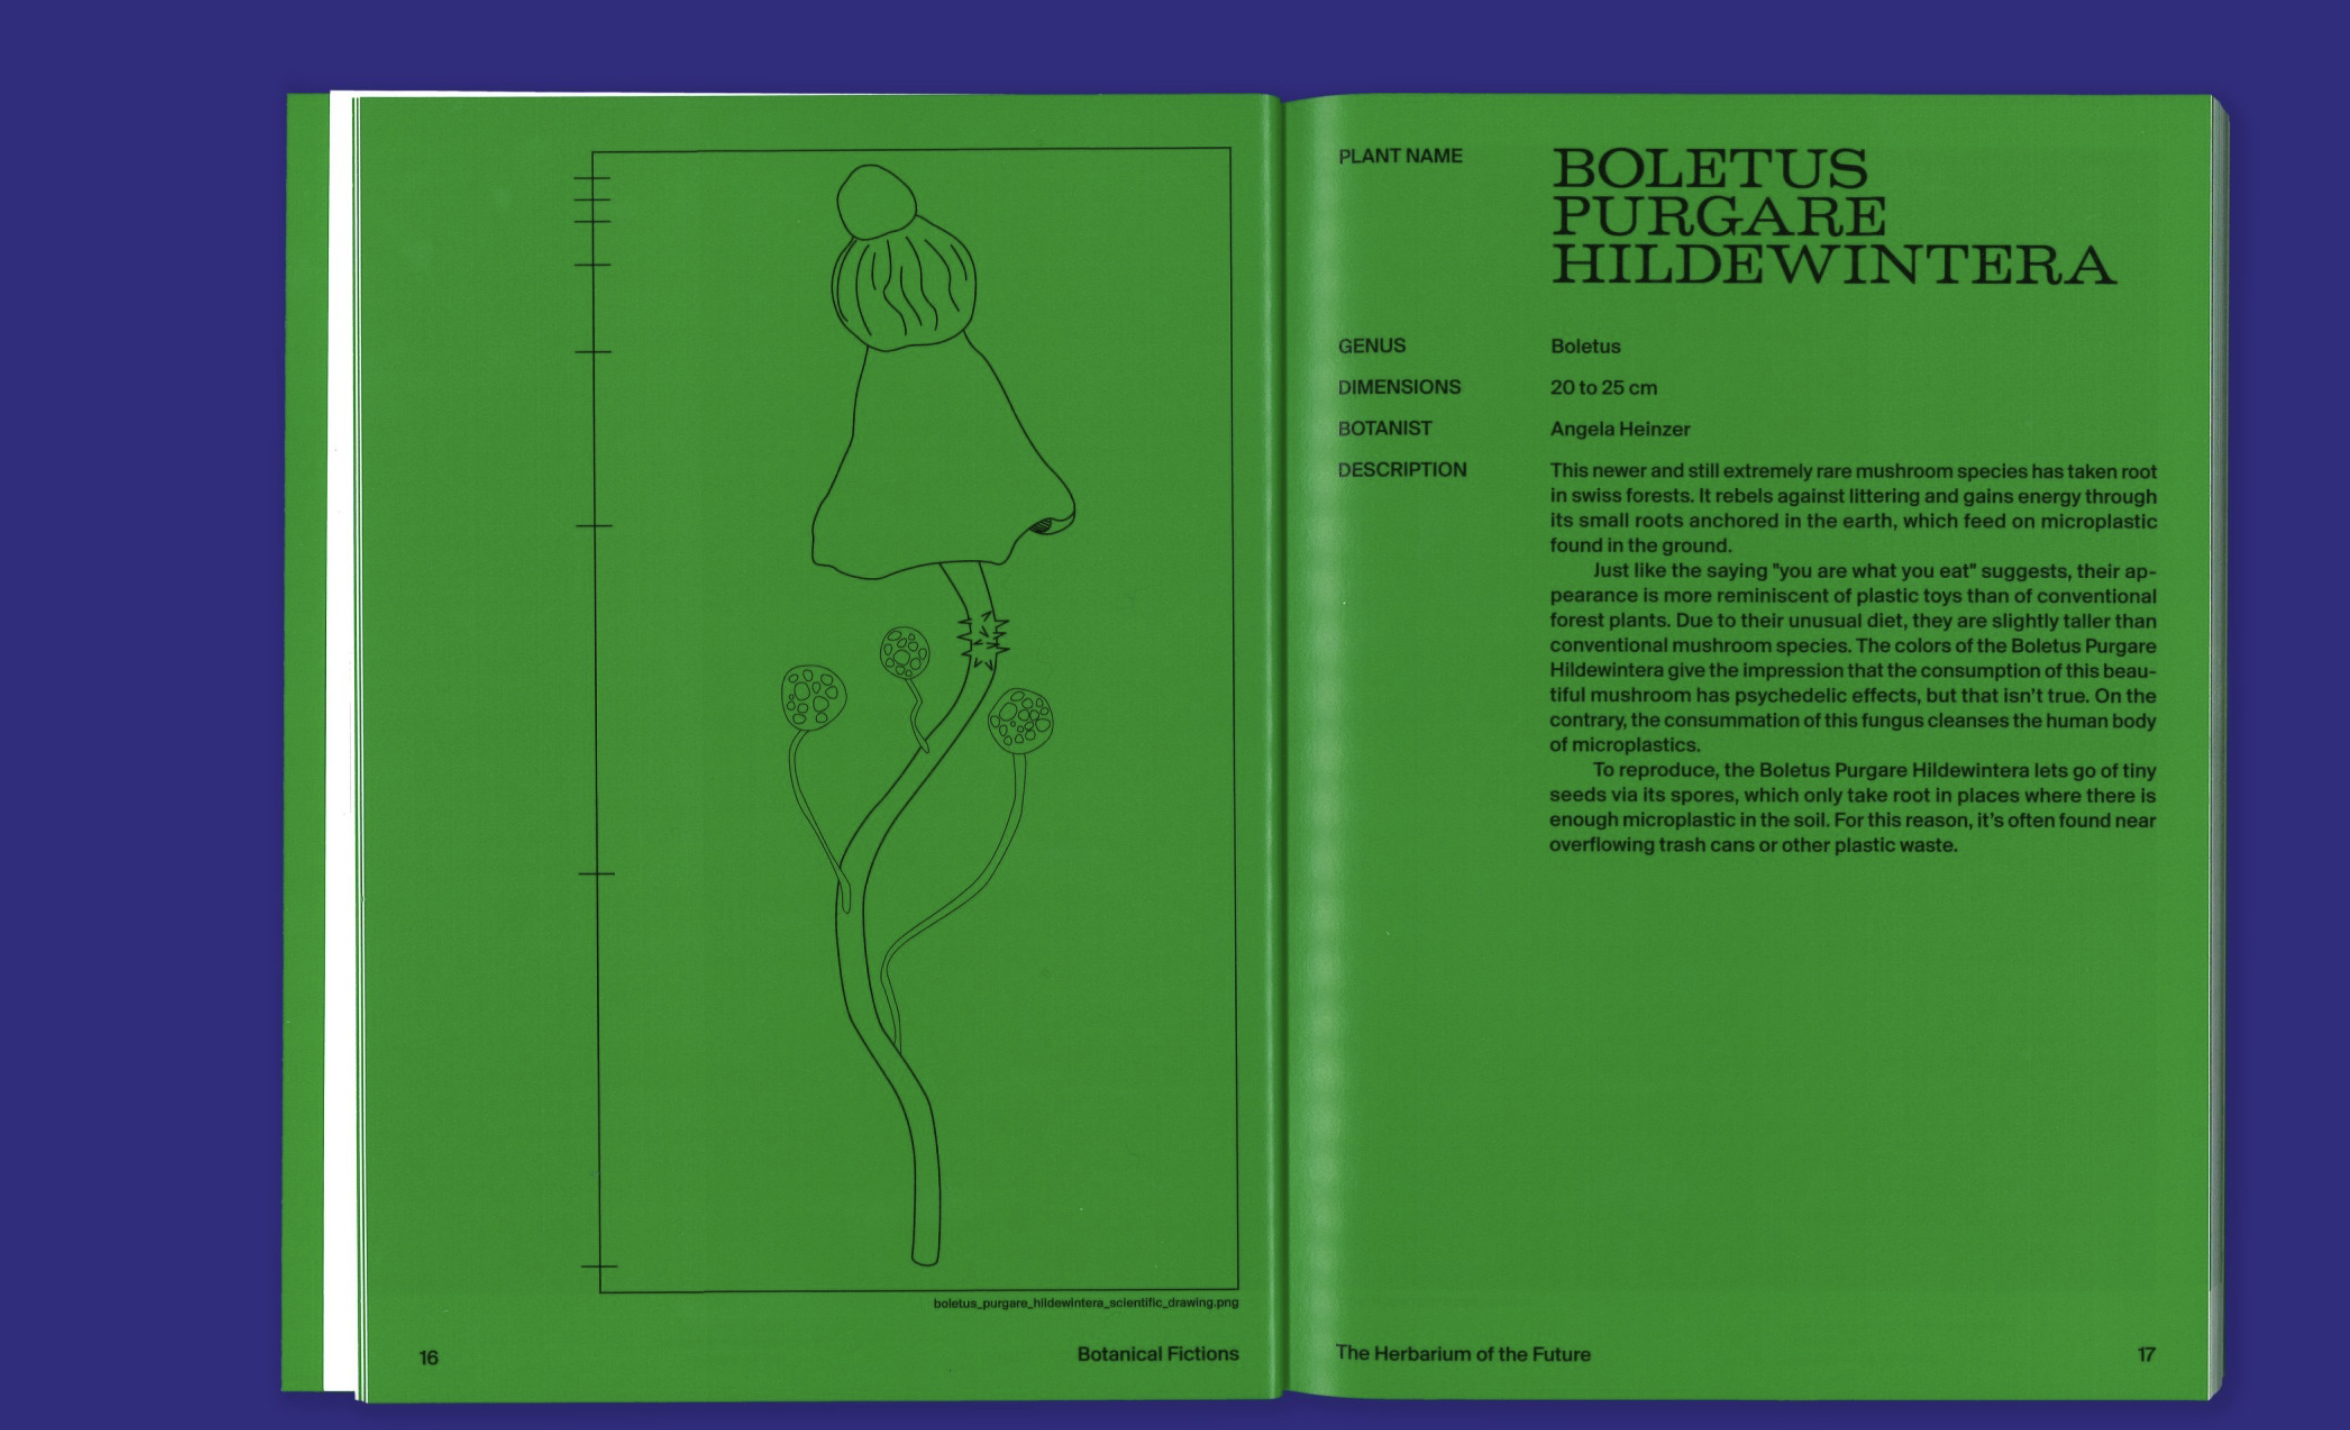 boletus_purgare_hildewintera_scientific_drawing.png
16
Botanical Fictions
PLANT NAME
BOLETUS
PURGARE
HILDEWINTERA
GENUS
Boletus
DIMENSIONS
20 to 25 cm
BOTANIST
Angela Heinzer
DESCRIPTION
This newer and still extremely rare mushroom species has taken root
in swiss forests. It rebels against littering and gains energy through
its small roots anchored in the earth, which feed on microplastic
found in the ground.
Just like the saying "you are what you eat" suggests, their ap-
pearance is more reminiscent of plastic toys than of conventional
forest plants. Due to their unusual diet, they are slightly taller than
conventional mushroom species. The colors of the Boletus Purgare
Hildewintera give the impression that the consumption of this beau-
tiful mushroom has psychedelic effects, but that isn't true. On the
contrary, the consummation of this fungus cleanses the human body
of microplastics.
To reproduce, the Boletus Purgare Hildewintera lets go of tiny
seeds via its spores, which only take root in places where there is
enough microplastic in the soil. For this reason, it's often found near
overflowing trash cans or other plastic waste.
The Herbarium of the Future
17